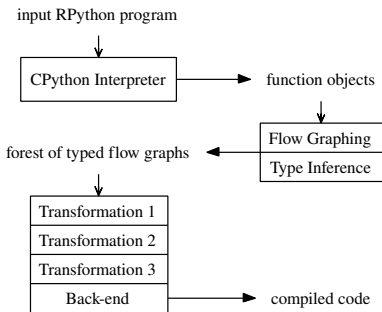 input RPython program
CPython Interpreter
function objects
Flow Graphing
Type Inference
forest of typed flow graphs
Transformation 1
Transformation 2
Transformation 3
Back-end
compiled code